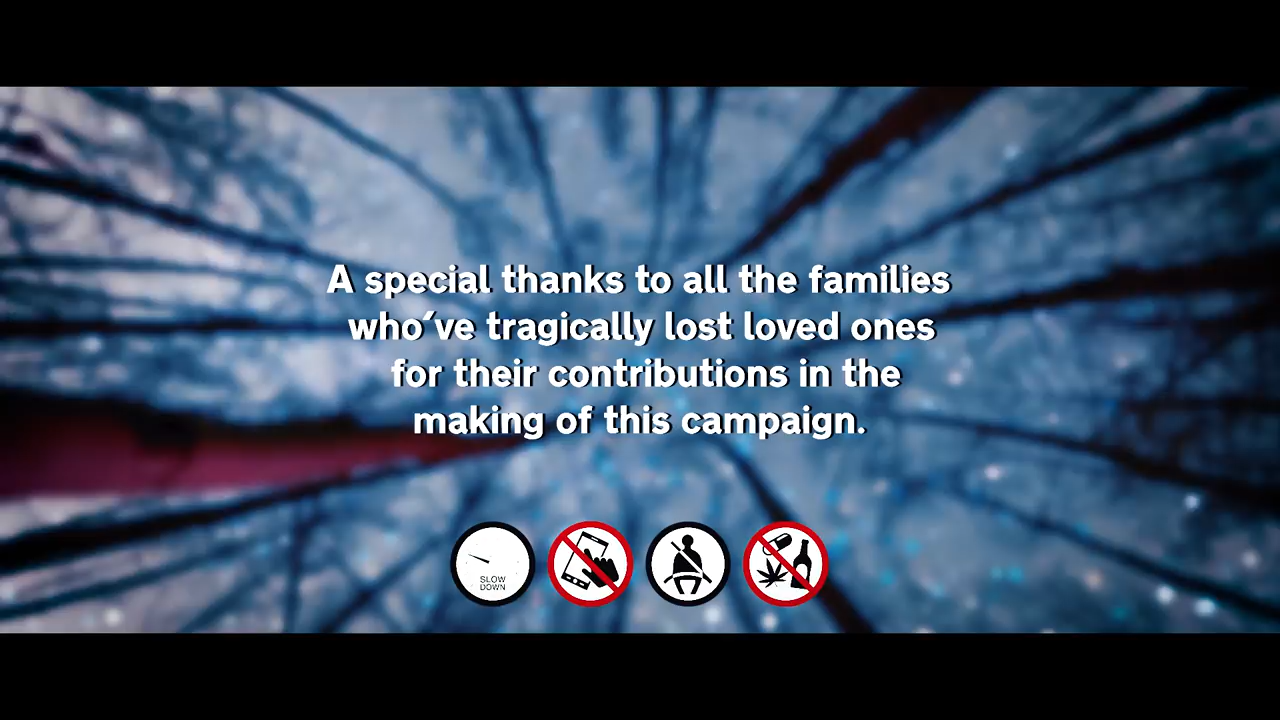 A special thanks to all the families
who´ve tragically lost loved ones
for their contributions in the
making of this campaign.
SLOW
DOWN